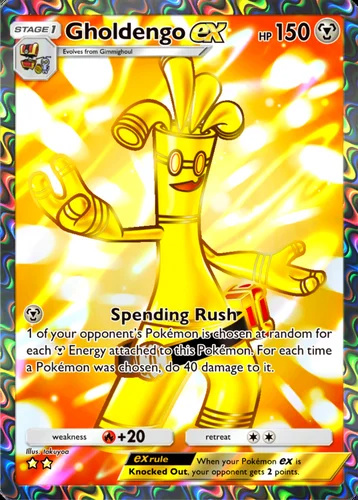 STAGE 1 Gholdengo ex HP 150
Evolves from Gimmighoul
Spending Rush
1 of your opponent's Pokémon is chosen at random for
each Energy attached to this Pokémon. For each time
a Pokémon was chosen, do 40 damage to it.
Illus. takuyoa
weakness +20 retreat
ex rule When your Pokémon ex is
Knocked Out, your opponent gets 2 points.